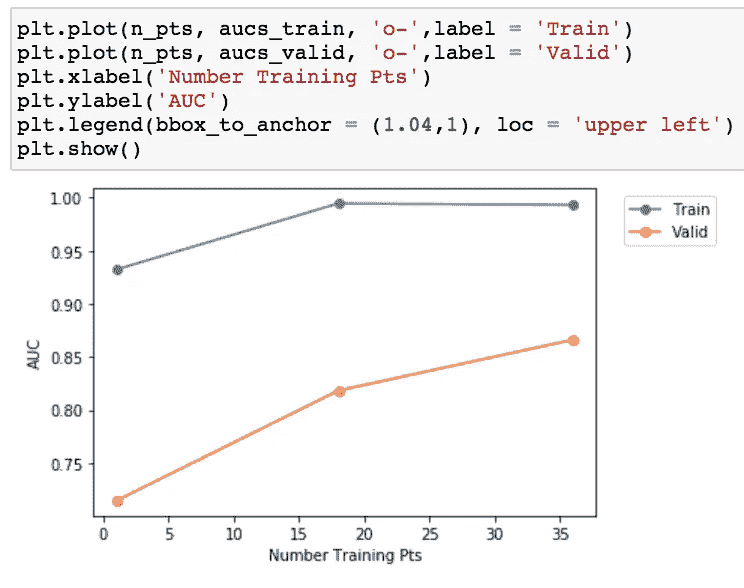 plt.plot(n_pts, aucs_train, 'o-',label = 'Train')
plt.plot(n_pts, aucs_valid, 'o-',label = 'Valid')
plt.xlabel('Number Training Pts')
plt.ylabel('AUC')
plt.legend(bbox_to_anchor = (1.04,1), loc = 'upper left')
plt.show()
1.00
0.95
0.90
0.85
0.80
0.75
AUC
0 5 10 15 20 25 30 35
Number Training Pts
Train
Valid